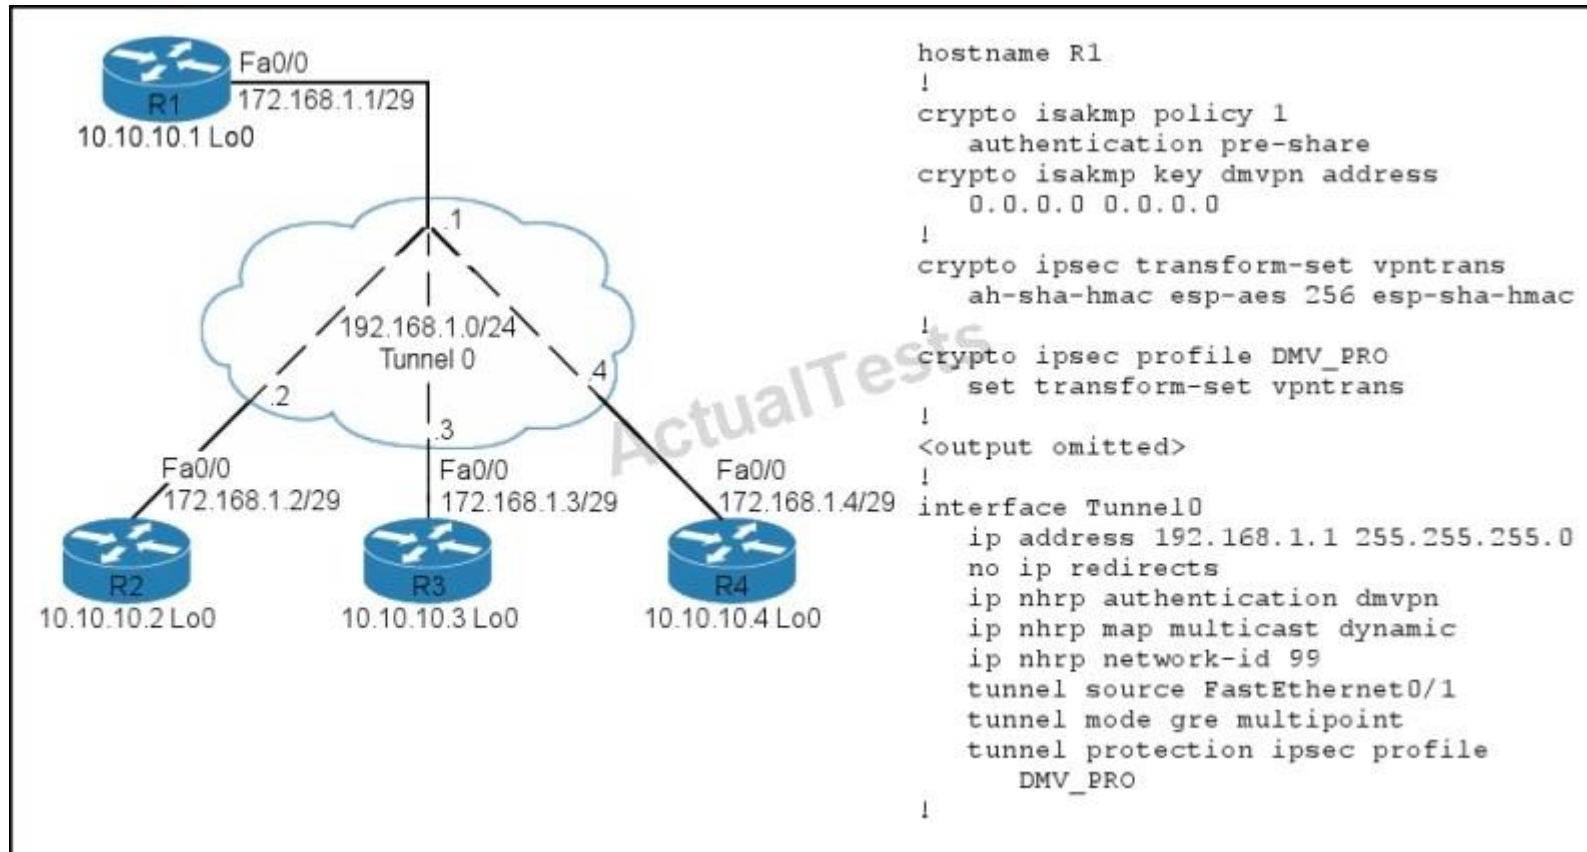 Fa0/0
172.168.1.1/29
R1
10.10.10.1 Lo0
.1
192.168.1.0/24
Tunnel 0
.2
.3
.4
Fa0/0
172.168.1.2/29
Fa0/0
172.168.1.3/29
Fa0/0
172.168.1.4/29
R2
R3
R4
10.10.10.2 Lo0
10.10.10.3 Lo0
10.10.10.4 Lo0
ActualTests
hostname R1
!
crypto isakmp policy 1
authentication pre-share
crypto isakmp key dmvpn address
0.0.0.0 0.0.0.0
!
crypto ipsec transform-set vpntrans
ah-sha-hmac esp-aes 256 esp-sha-hmac
!
crypto ipsec profile DMV_PRO
set transform-set vpntrans
!
<output omitted>
!
interface Tunnel0
ip address 192.168.1.1 255.255.255.0
no ip redirects
ip nhrp authentication dmvpn
ip nhrp map multicast dynamic
ip nhrp network-id 99
tunnel source FastEthernet0/1
tunnel mode gre multipoint
tunnel protection ipsec profile
DMV_PRO
!